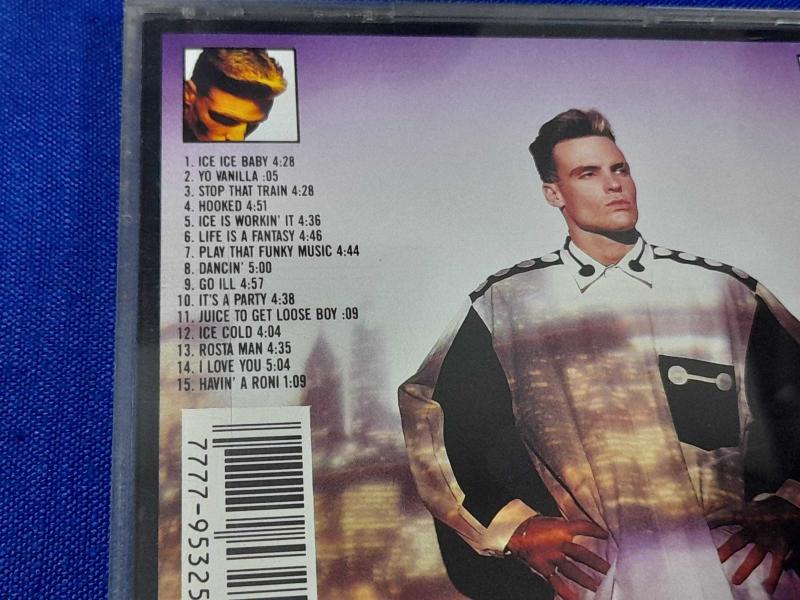 1. ICE ICE BABY 4:28
2. YO VANILLA :05
3. STOP THAT TRAIN 4:28
4. HOOKED 4:51
5. ICE IS WORKIN' IT 4:36
6. LIFE IS A FANTASY 4:46
7. PLAY THAT FUNKY MUSIC 4:44
8. DANCIN' 5:00
9. GO ILL 4:57
10. IT'S A PARTY 4:38
11. JUICE TO GET LOOSE BOY :09
12. ICE COLD 4:04
13. ROSTA MAN 4:35
14. I LOVE YOU 5:04
15. HAVIN' A RONI 1:09
7777-95325